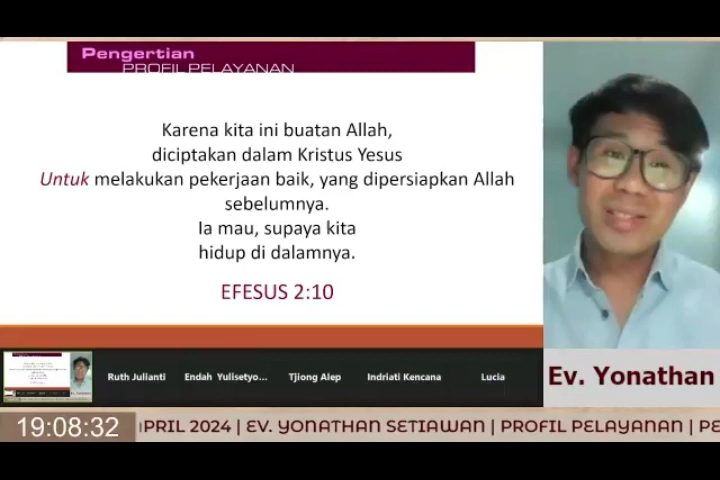 Pengertian
PROFIL PELAYANAN
Karena kita ini buatan Allah,
diciptakan dalam Kristus Yesus
Untuk melakukan pekerjaan baik, yang dipersiapkan Allah
sebelumnya.
Ia mau, supaya kita
hidup di dalamnya.
EFESUS 2:10
Ruth Julianti Endah Yulisetyo... Tjiong Alep Indriati Kencana Lucia
Ev. Yonathan
19:08:32 PRIL 2024 | EV. YONATHAN SETIAWAN | PROFIL PELAYANAN | PE